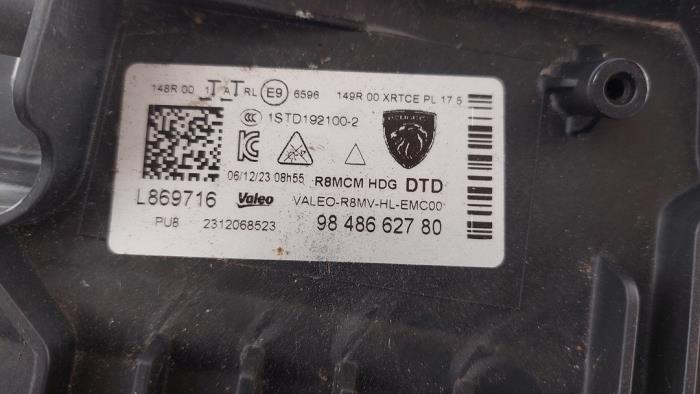 148R 00 1 A RL E9 6596 149R 00 XRTCE PL 17 5
1STD192100-2
PEUGEOT
06/12/23 08h55 R8MCM HDG DTD
L869716 Valeo VALEO-R8MV-HL-EMC00
PU8 2312068523 98 486 627 80